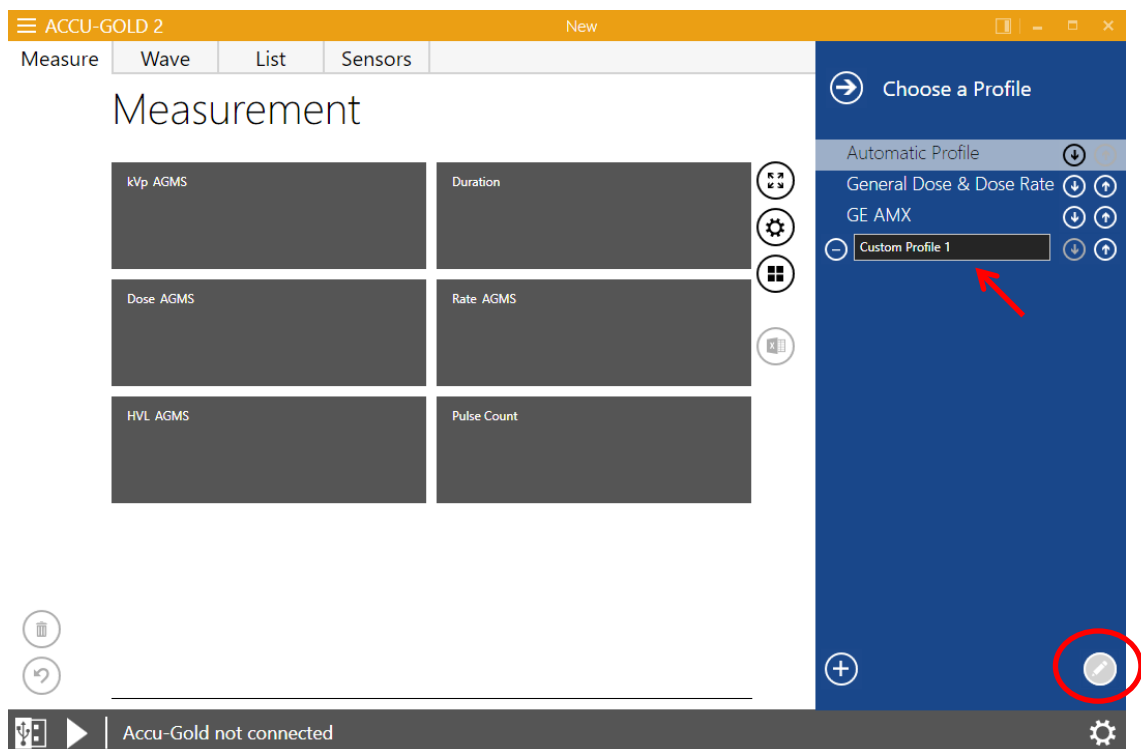 ACCU-GOLD 2
New
Measure Wave List Sensors
Measurement
kVp AGMS
Duration
Dose AGMS
Rate AGMS
HVL AGMS
Pulse Count
Choose a Profile
Automatic Profile
General Dose & Dose Rate
GE AMX
Custom Profile 1
Accu-Gold not connected